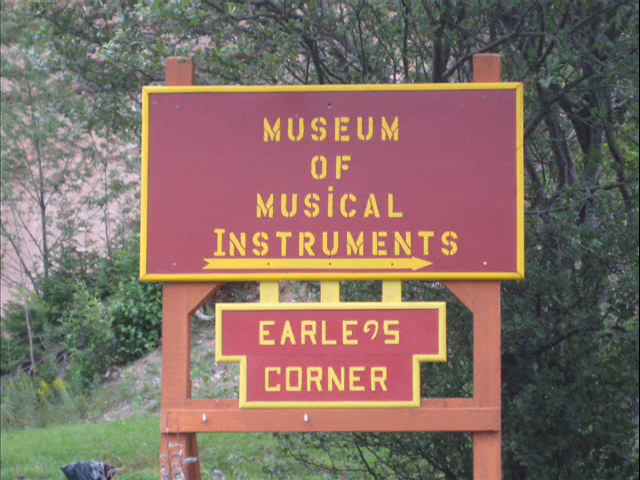 MUSEUM
OF
MUSiCAL
INSTRUMENTS
EARLE'S
CORNER